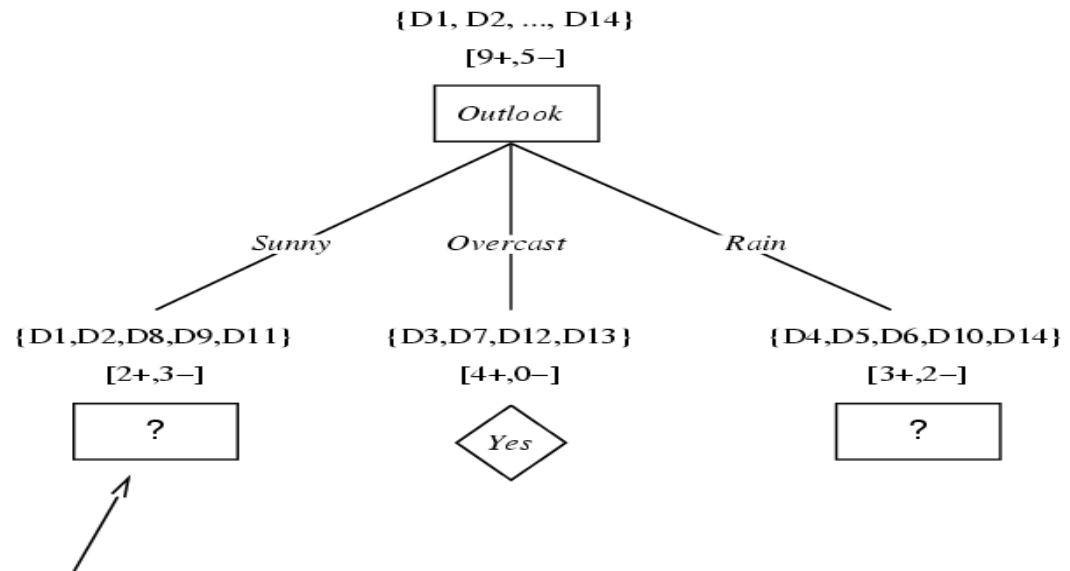 {D1, D2, ..., D14}
[9+,5−]
Outlook
Sunny Overcast Rain
{D1,D2,D8,D9,D11} {D3,D7,D12,D13} {D4,D5,D6,D10,D14}
[2+,3−] [4+,0−] [3+,2−]
? Yes ?